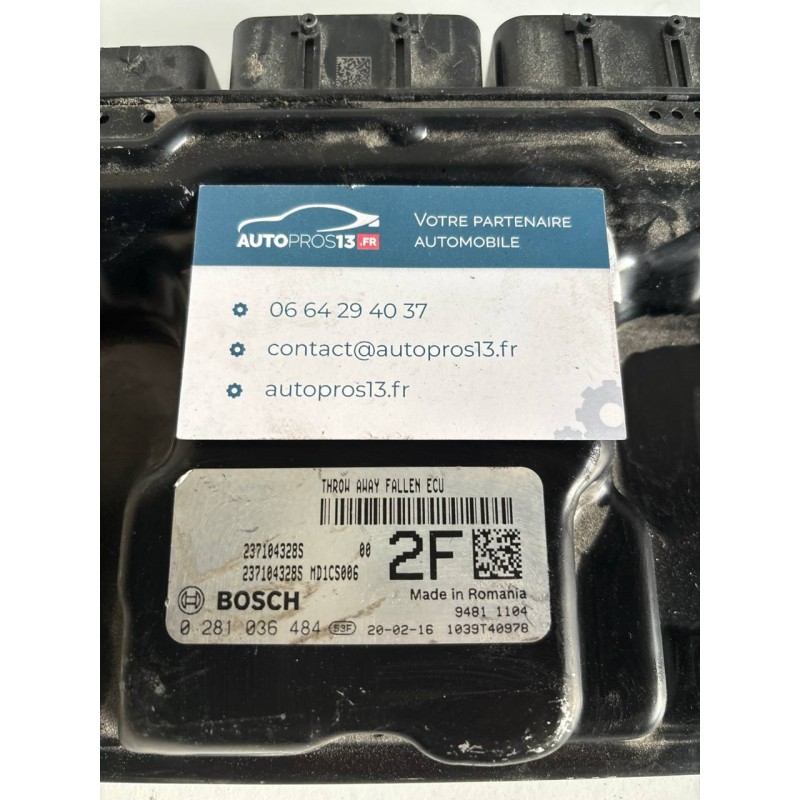 AUTOPROS13.FR
VOTRE PARTENAIRE
AUTOMOBILE
06 64 29 40 37
contact@autopros13.fr
autopros13.fr
THROW AWAY FALLEN ECU
237104328S 00
2F
237104328S MD1CS006
Made in Romania
BOSCH
9481 1104
0 281 036 484 53F 20-02-16 1039T40978